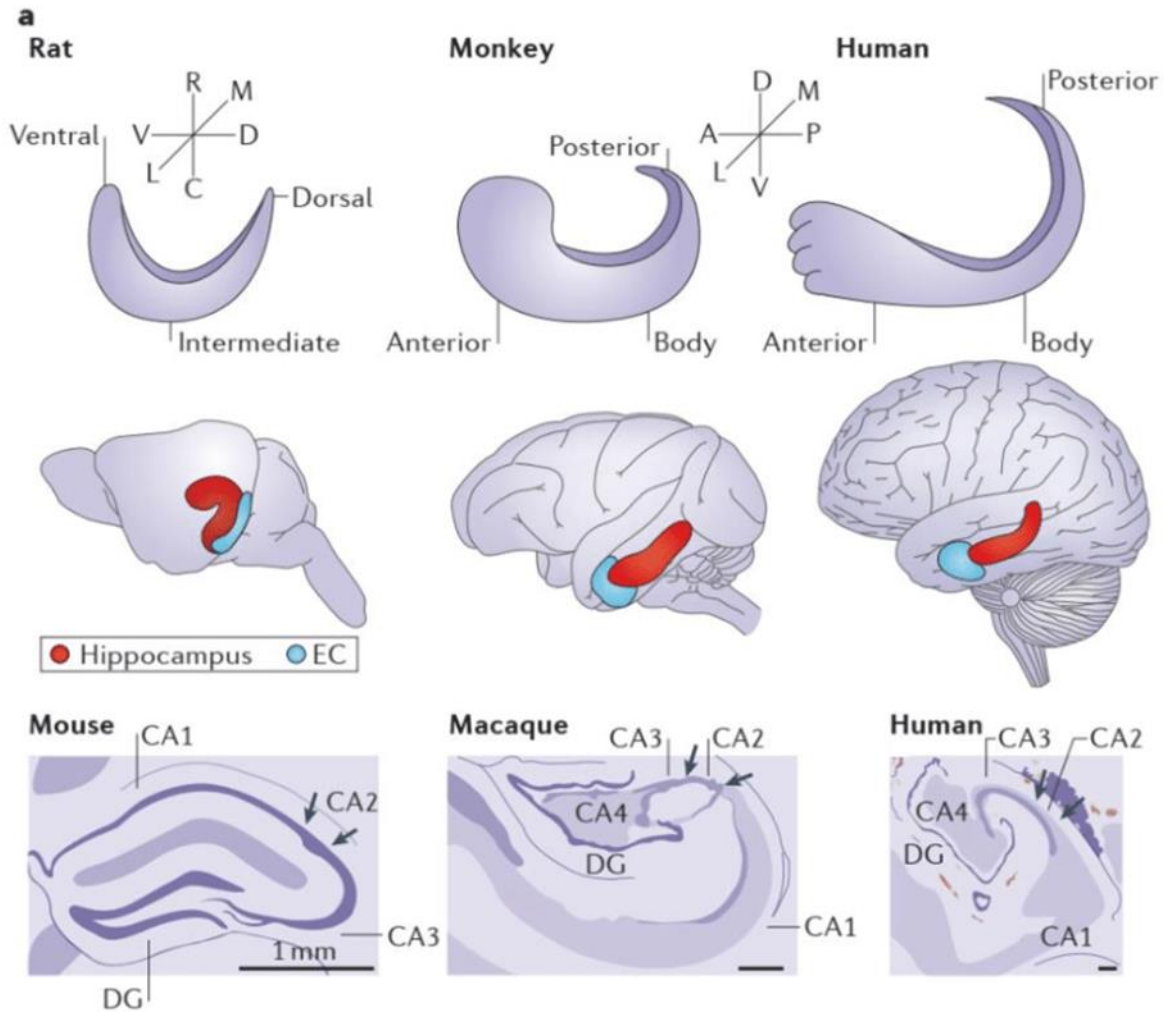 a
Rat
Monkey
Human
R
M
V
D
L
C
Ventral
Dorsal
Intermediate
D
M
A
P
L
V
Posterior
Anterior
Body
Posterior
Anterior
Body
Hippocampus
EC
Mouse
CA1
CA2
CA3
1 mm
DG
Macaque
CA3
CA2
CA4
DG
CA1
Human
CA3
CA2
CA4
DG
CA1